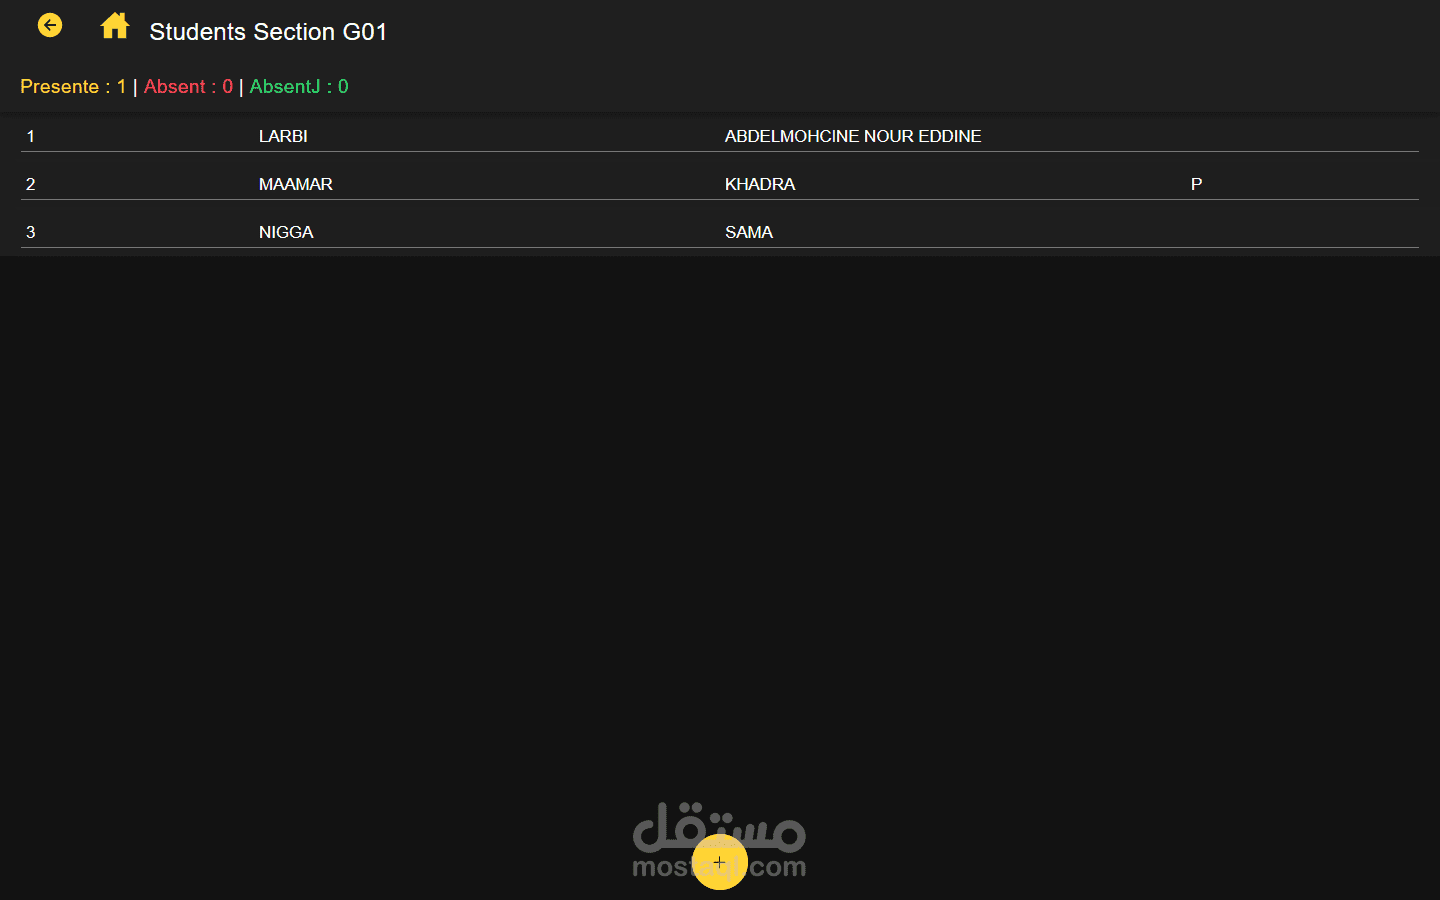 Students Section G01
Presente : 1 | Absent : 0 | AbsentJ : 0
1 LARBI ABDELMOHCINE NOUR EDDINE
2 MAAMAR KHADRA P
3 NIGGA SAMA
+
مستقل
mostaql.com